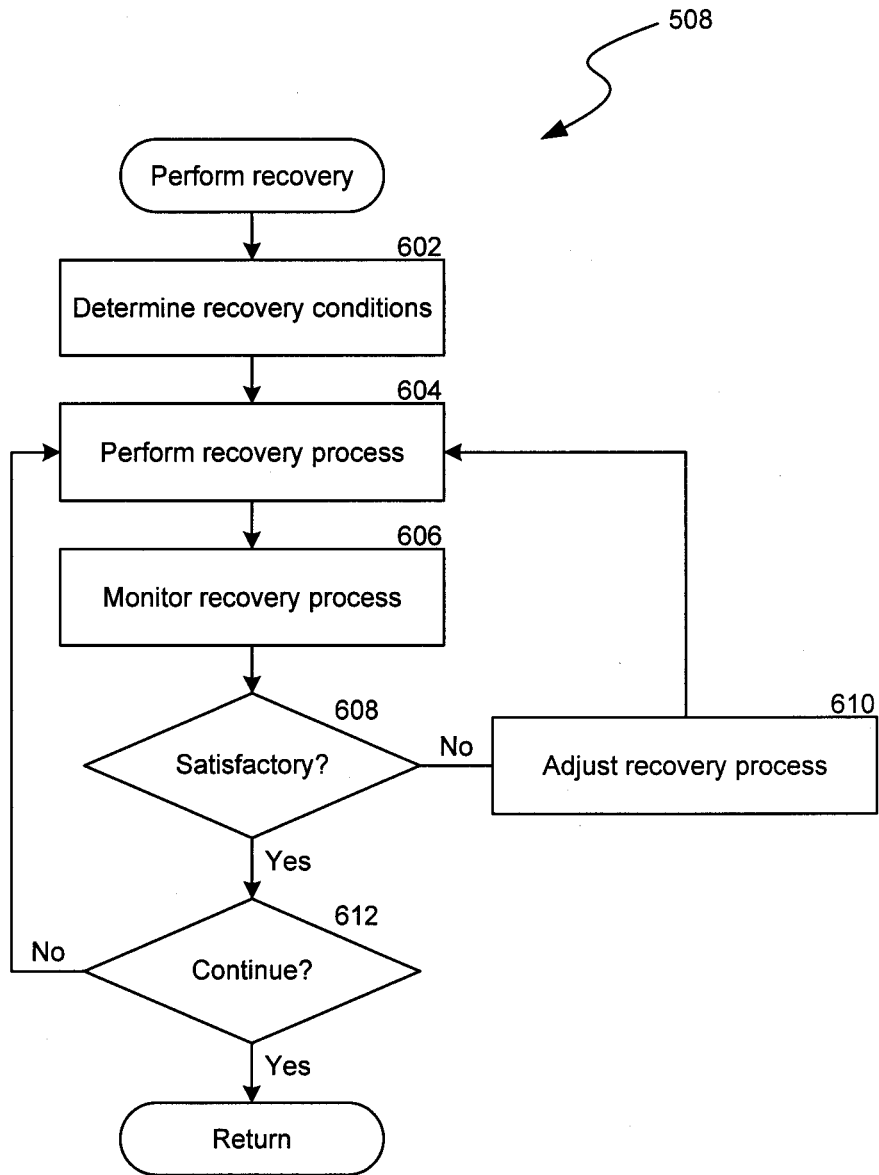 508
Perform recovery
602
Determine recovery conditions
604
Perform recovery process
606
Monitor recovery process
608
Satisfactory?
No
610
Adjust recovery process
Yes
612
Continue?
No
Yes
Return